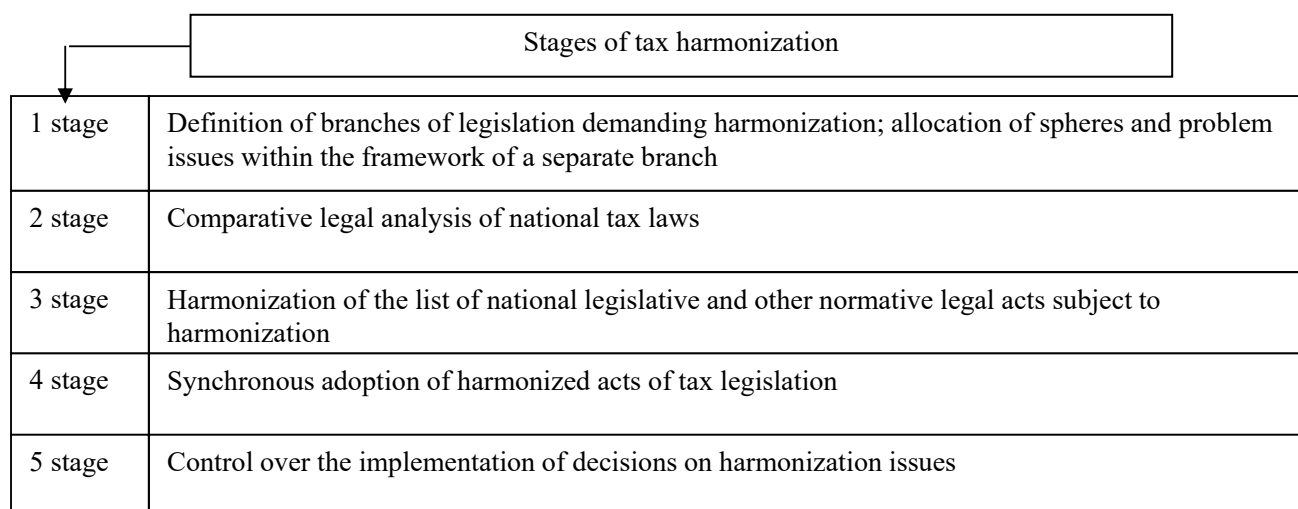 Stages of tax harmonization
1 stage
Definition of branches of legislation demanding harmonization; allocation of spheres and problem
issues within the framework of a separate branch
2 stage
Comparative legal analysis of national tax laws
3 stage
Harmonization of the list of national legislative and other normative legal acts subject to
harmonization
4 stage
Synchronous adoption of harmonized acts of tax legislation
5 stage
Control over the implementation of decisions on harmonization issues